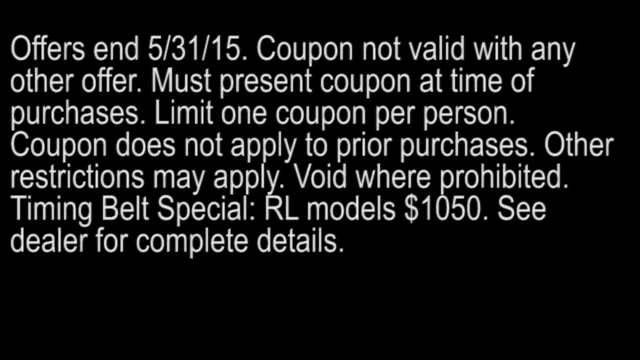 Offers end 5/31/15. Coupon not valid with any
other offer. Must present coupon at time of
purchases. Limit one coupon per person.
Coupon does not apply to prior purchases. Other
restrictions may apply. Void where prohibited.
Timing Belt Special: RL models $1050. See
dealer for complete details.